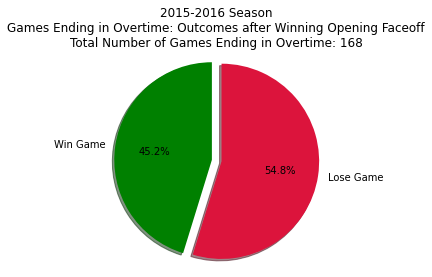 2015-2016 Season
Games Ending in Overtime: Outcomes after Winning Opening Faceoff
Total Number of Games Ending in Overtime: 168
Win Game
45.2%
54.8%
Lose Game